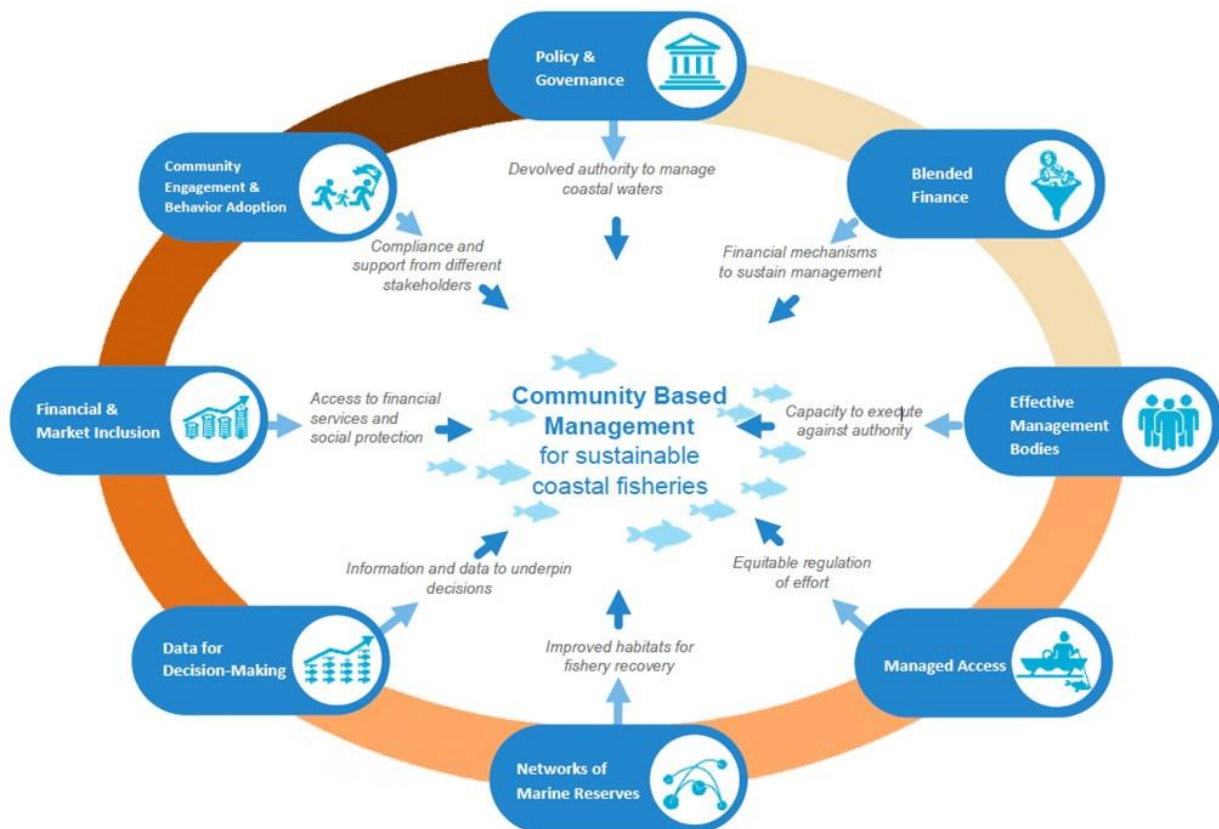 Policy &
Governance
Devolved authority to manage
coastal waters
Blended
Finance
Financial mechanisms
to sustain management
Effective
Management
Bodies
Capacity to execute
against authority
Managed Access
Equitable regulation
of effort
Networks of
Marine Reserves
Improved habitats for
fishery recovery
Data for
Decision-Making
Information and data to underpin
decisions
Financial &
Market Inclusion
Access to financial
services and
social protection
Community
Engagement &
Behavior Adoption
Compliance and
support from different
stakeholders
Community Based
Management
for sustainable
coastal fisheries